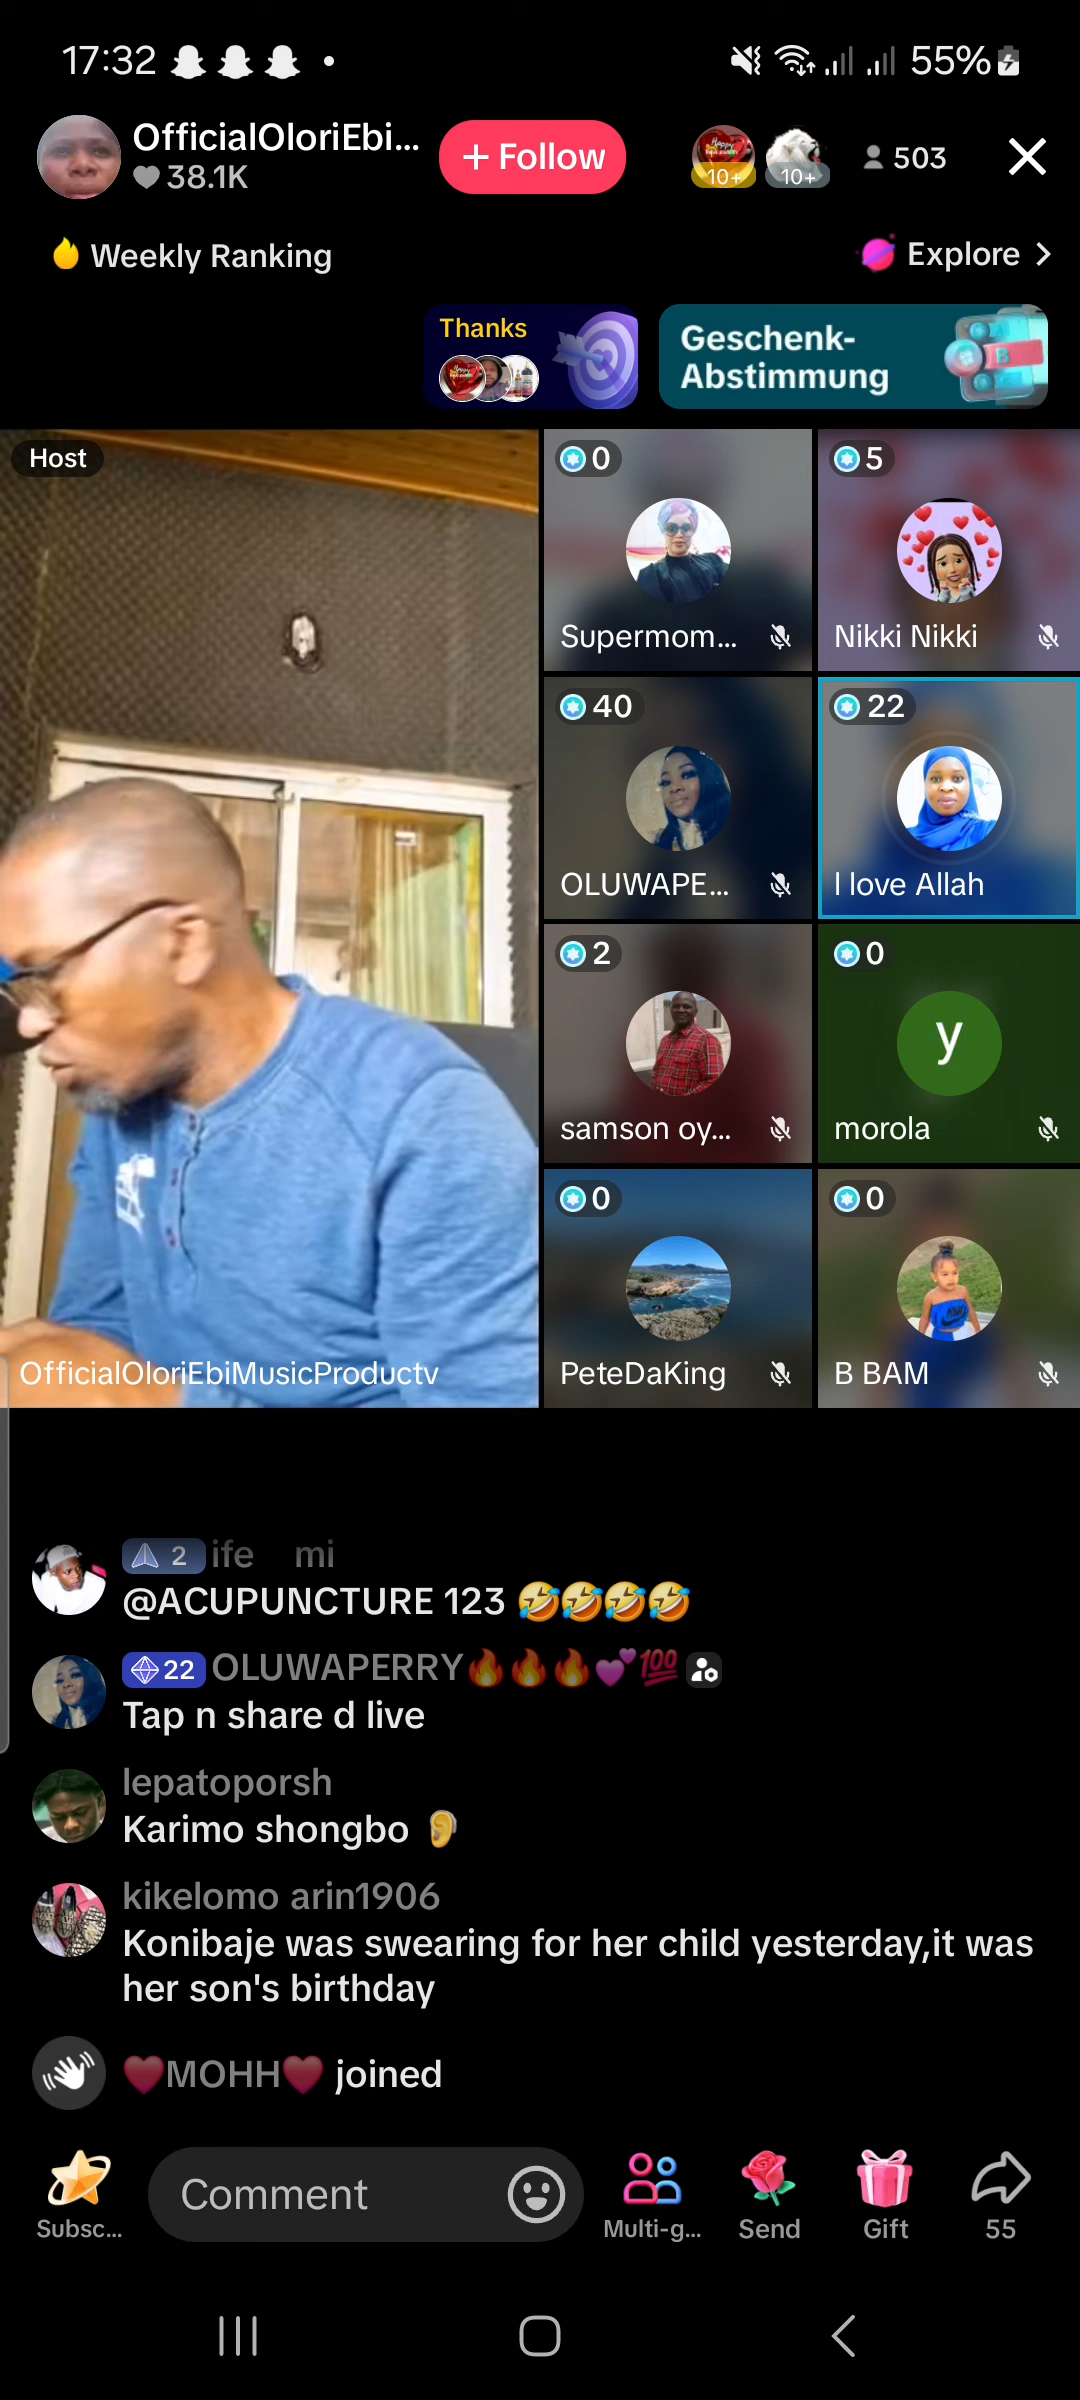 17:32
55%
OfficialOloriEbi...
38.1K
+ Follow
10+
10+
503
Weekly Ranking
Explore >
Thanks
Geschenk-
Abstimmung
Host
0
Supermom...
5
Nikki Nikki
40
OLUWAPE...
22
I love Allah
2
samson oy...
0
y
morola
0
PeteDaKing
0
B BAM
OfficialOloriEbiMusicProductv
2 ife mi
@ACUPUNCTURE 123 🤣🤣🤣🤣
22 OLUWAPERRY🔥🔥🔥💕💯
Tap n share d live
lepatoporsh
Karimo shongbo 👂
kikelomo arin1906
Konibaje was swearing for her child yesterday,it was
her son's birthday
♥MOHH♥ joined
Comment
Subsc...
Multi-g...
Send
Gift
55